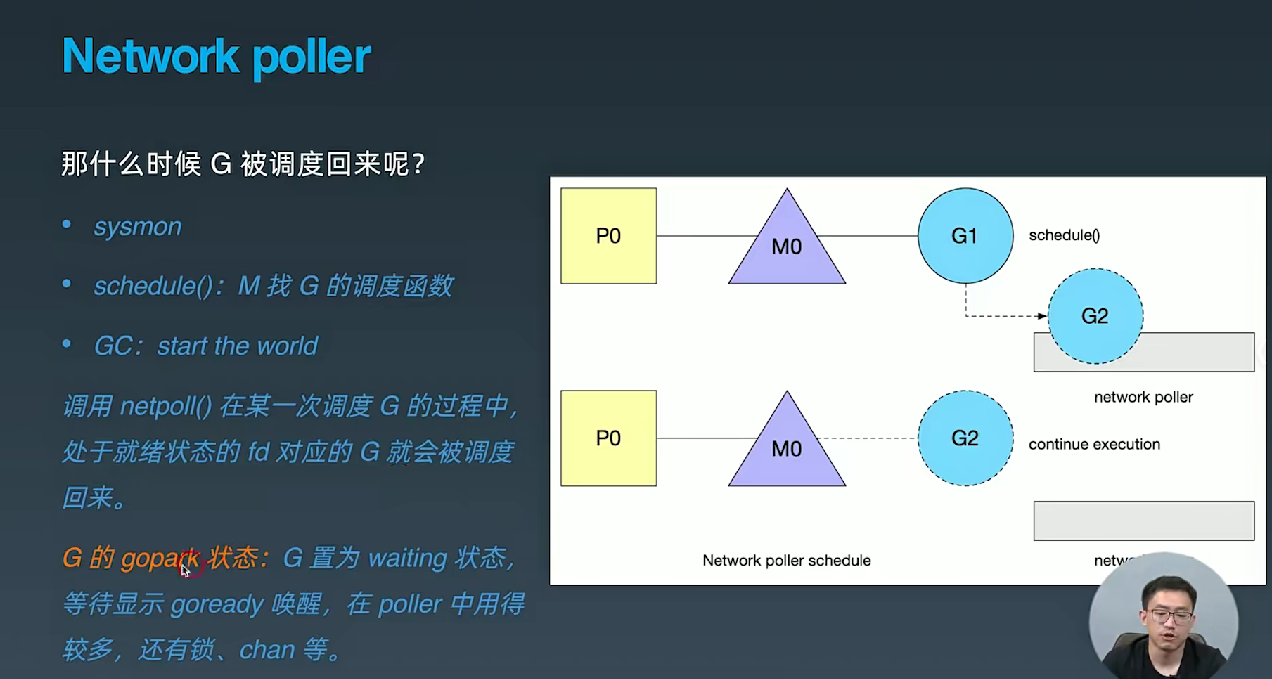 Network poller
那什么时候 G 被调度回来呢?
• sysmon
• schedule()：M 找 G 的调度函数
• GC：start the world
调用 netpoll() 在某一次调度 G 的过程中，
处于就绪状态的 fd 对应的 G 就会被调度
回来。
G 的 gopark 状态：G 置为 waiting 状态，
等待显示 goready 唤醒，在 poller 中用得
较多，还有锁、chan 等。
P0
M0
G1
schedule()
G2
network poller
P0
M0
G2
continue execution
Network poller schedule